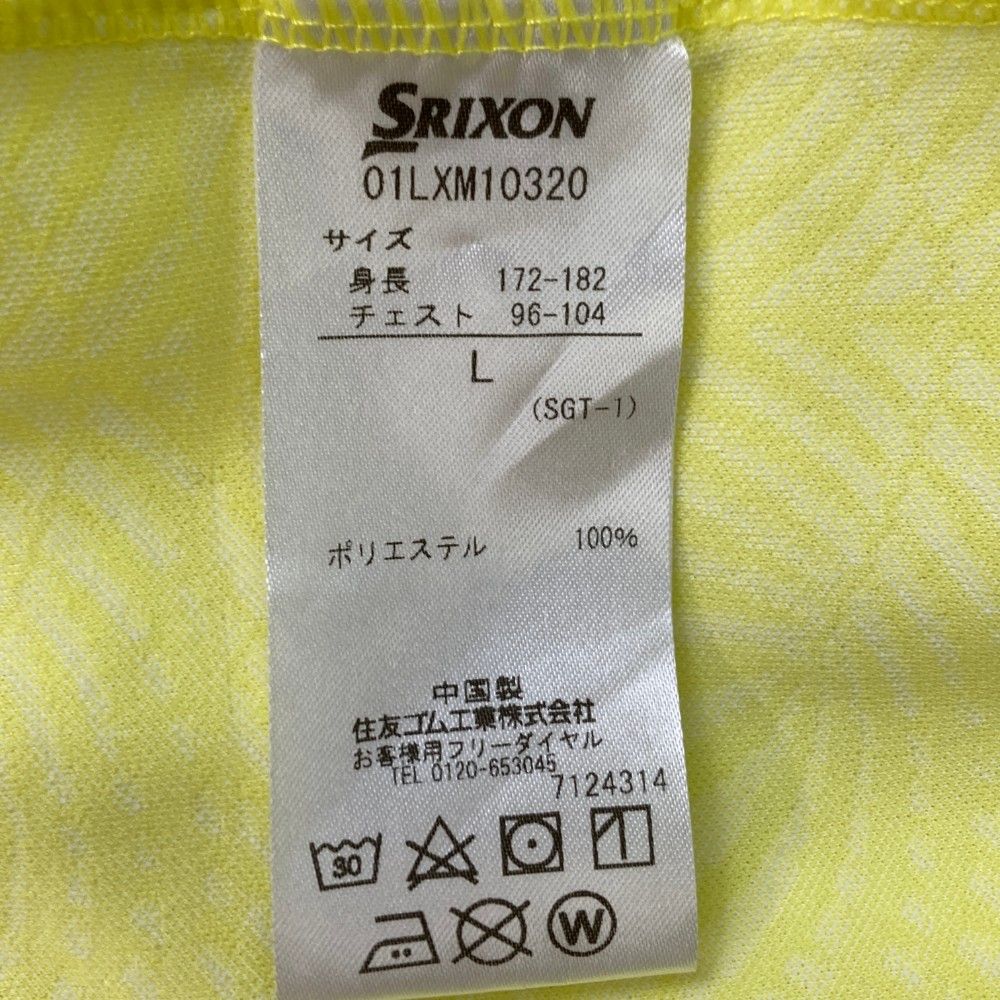 SRIXON
01LXM10320
サイズ
身長 172-182
チェスト 96-104
L
(SGT-1)
ポリエステル 100%
中国製
住友ゴム工業株式会社
お客様用フリーダイヤル
TEL 0120-653045
7124314
30
W